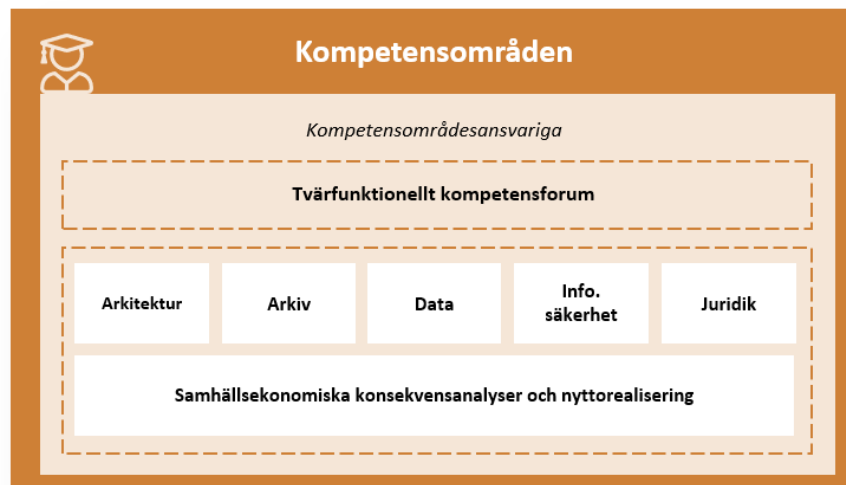 Kompetensområden
Kompetensområdesansvariga
Tvärfunktionellt kompetensforum
Arkitektur
Arkiv
Data
Info.
säkerhet
Juridik
Samhällsekonomiska konsekvensanalyser och nyttorealisering